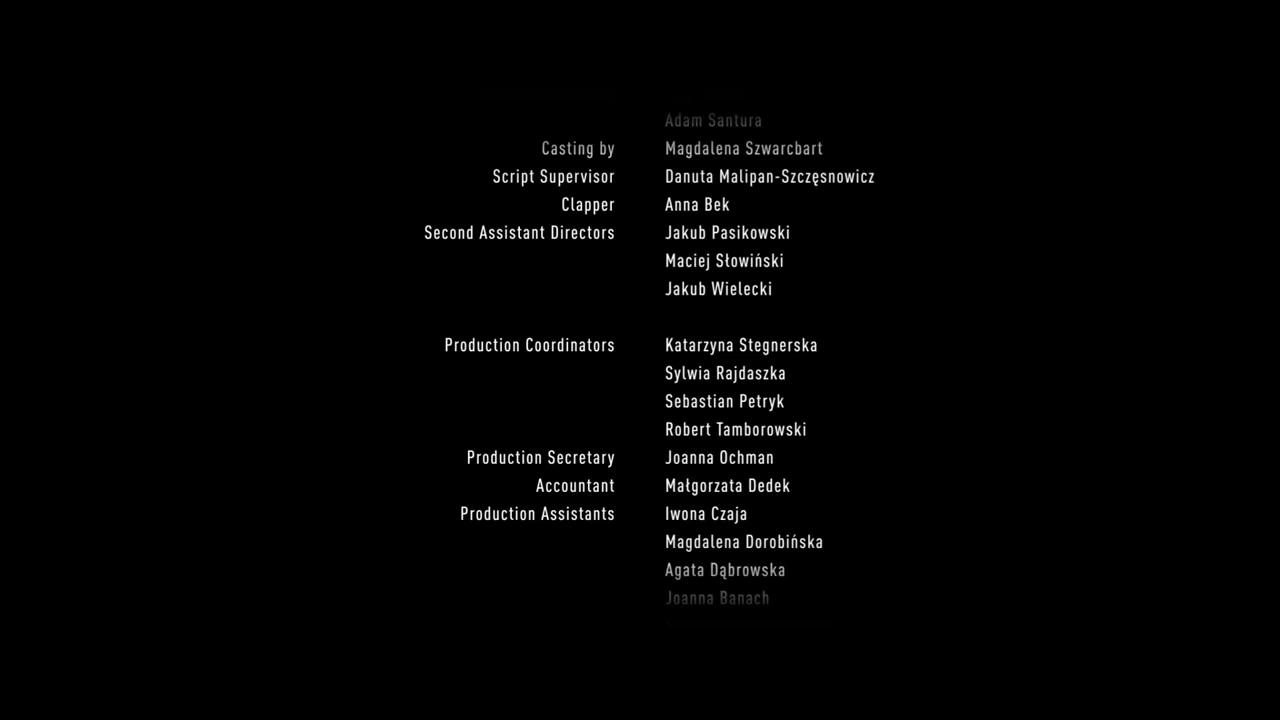 Adam Santura
Casting by Magdalena Szwarcbart
Script Supervisor Danuta Malipan-Szczęsnowicz
Clapper Anna Bek
Second Assistant Directors Jakub Pasikowski
Maciej Słowiński
Jakub Wielecki
Production Coordinators Katarzyna Stegnerska
Sylwia Rajdaszka
Sebastian Petryk
Robert Tamborowski
Production Secretary Joanna Ochman
Accountant Małgorzata Dedek
Production Assistants Iwona Czaja
Magdalena Dorobińska
Agata Dąbrowska
Joanna Banach